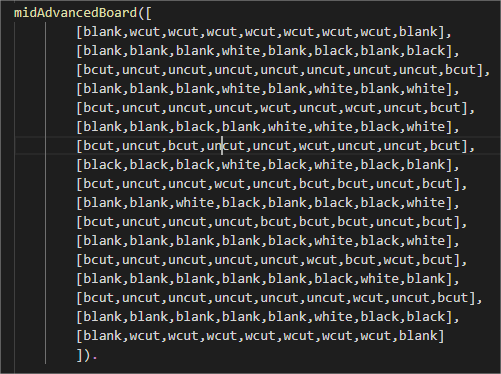 midAdvancedBoard([
[blank,wcut,wcut,wcut,wcut,wcut,wcut,wcut,blank],
[blank,blank,blank,white,blank,black,blank,black],
[bcut,uncut,uncut,uncut,uncut,uncut,uncut,uncut,bcut],
[blank,blank,blank,white,blank,white,blank,white],
[bcut,uncut,uncut,uncut,wcut,uncut,wcut,uncut,bcut],
[blank,blank,black,blank,white,white,black,white],
[bcut,uncut,bcut,uncut,uncut,wcut,uncut,uncut,bcut],
[black,black,black,white,black,white,black,blank],
[bcut,uncut,uncut,wcut,uncut,bcut,bcut,uncut,bcut],
[blank,blank,white,black,blank,black,black,white],
[bcut,uncut,uncut,uncut,bcut,bcut,bcut,uncut,bcut],
[blank,blank,blank,blank,black,white,black,white],
[bcut,uncut,uncut,uncut,uncut,wcut,bcut,wcut,bcut],
[blank,blank,blank,blank,blank,black,white,blank],
[bcut,uncut,uncut,uncut,uncut,uncut,wcut,uncut,bcut],
[blank,blank,blank,blank,blank,white,black,black],
[blank,wcut,wcut,wcut,wcut,wcut,wcut,wcut,blank]
]).